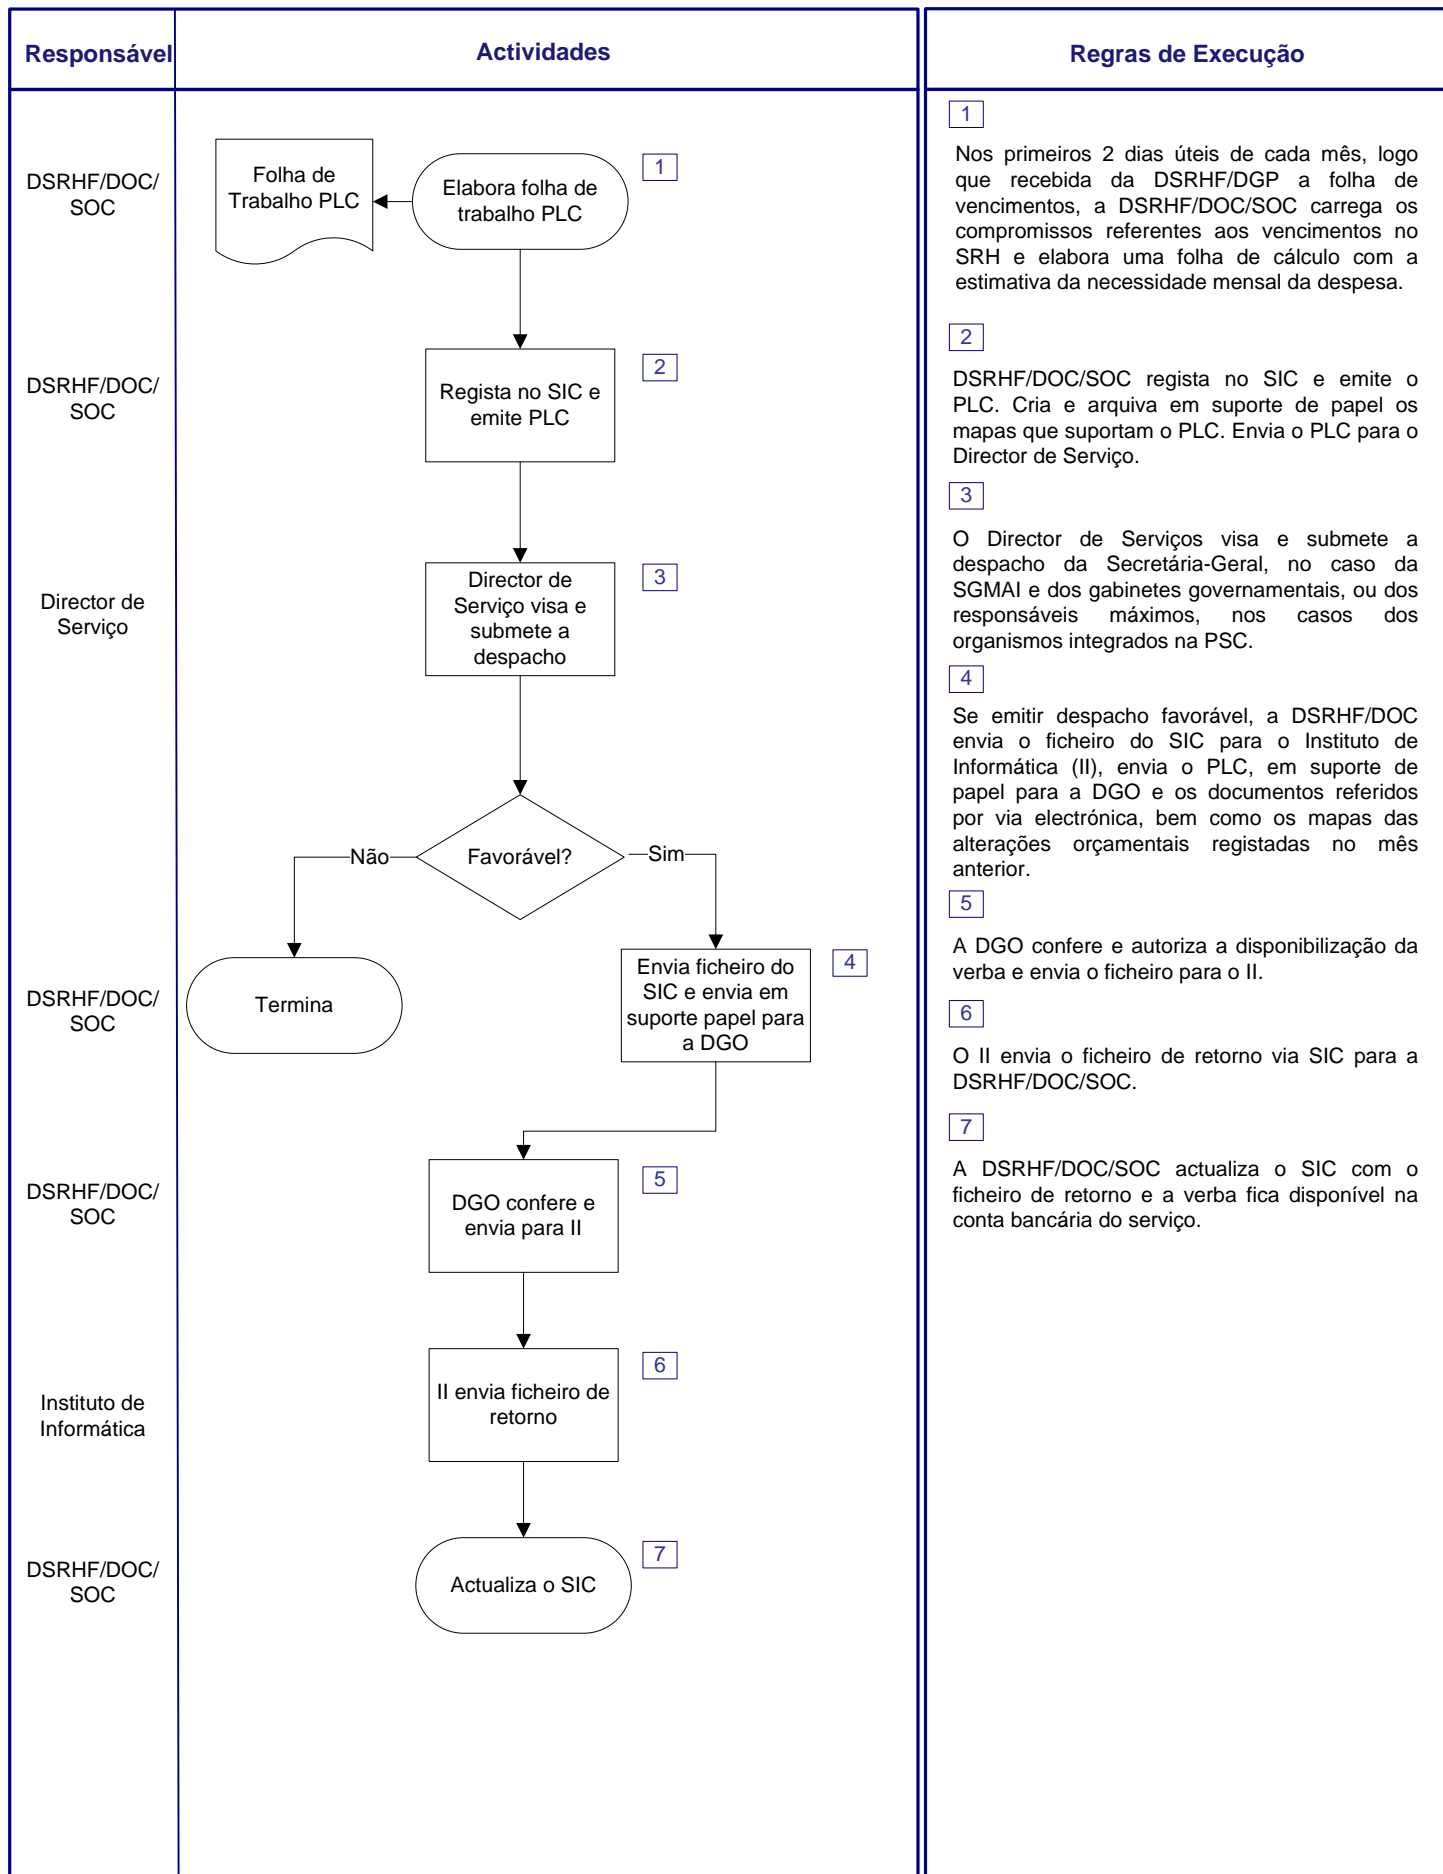 Responsável
Actividades
Regras de Execução
DSRHF/DOC/
SOC
Folha de
Trabalho PLC
Elabora folha de
trabalho PLC
1
DSRHF/DOC/
SOC
Regista no SIC e
emite PLC
2
Director de
Serviço
Director de
Serviço visa e
submete a
despacho
3
Favorável?
Não
Sim
DSRHF/DOC/
SOC
Termina
Envia ficheiro do
SIC e envia em
suporte papel para
a DGO
4
DSRHF/DOC/
SOC
DGO confere e
envia para II
5
Instituto de
Informática
II envia ficheiro de
retorno
6
DSRHF/DOC/
SOC
Actualiza o SIC
7
1
Nos primeiros 2 dias úteis de cada mês, logo
que recebida da DSRHF/DGP a folha de
vencimentos, a DSRHF/DOC/SOC carrega os
compromissos referentes aos vencimentos no
SRH e elabora uma folha de cálculo com a
estimativa da necessidade mensal da despesa.
2
DSRHF/DOC/SOC regista no SIC e emite o
PLC. Cria e arquiva em suporte de papel os
mapas que suportam o PLC. Envia o PLC para o
Director de Serviço.
3
O Director de Serviços visa e submete a
despacho da Secretária-Geral, no caso da
SGMAI e dos gabinetes governamentais, ou dos
responsáveis máximos, nos casos dos
organismos integrados na PSC.
4
Se emitir despacho favorável, a DSRHF/DOC
envia o ficheiro do SIC para o Instituto de
Informática (II), envia o PLC, em suporte de
papel para a DGO e os documentos referidos
por via electrónica, bem como os mapas das
alterações orçamentais registadas no mês
anterior.
5
A DGO confere e autoriza a disponibilização da
verba e envia o ficheiro para o II.
6
O II envia o ficheiro de retorno via SIC para a
DSRHF/DOC/SOC.
7
A DSRHF/DOC/SOC actualiza o SIC com o
ficheiro de retorno e a verba fica disponível na
conta bancária do serviço.